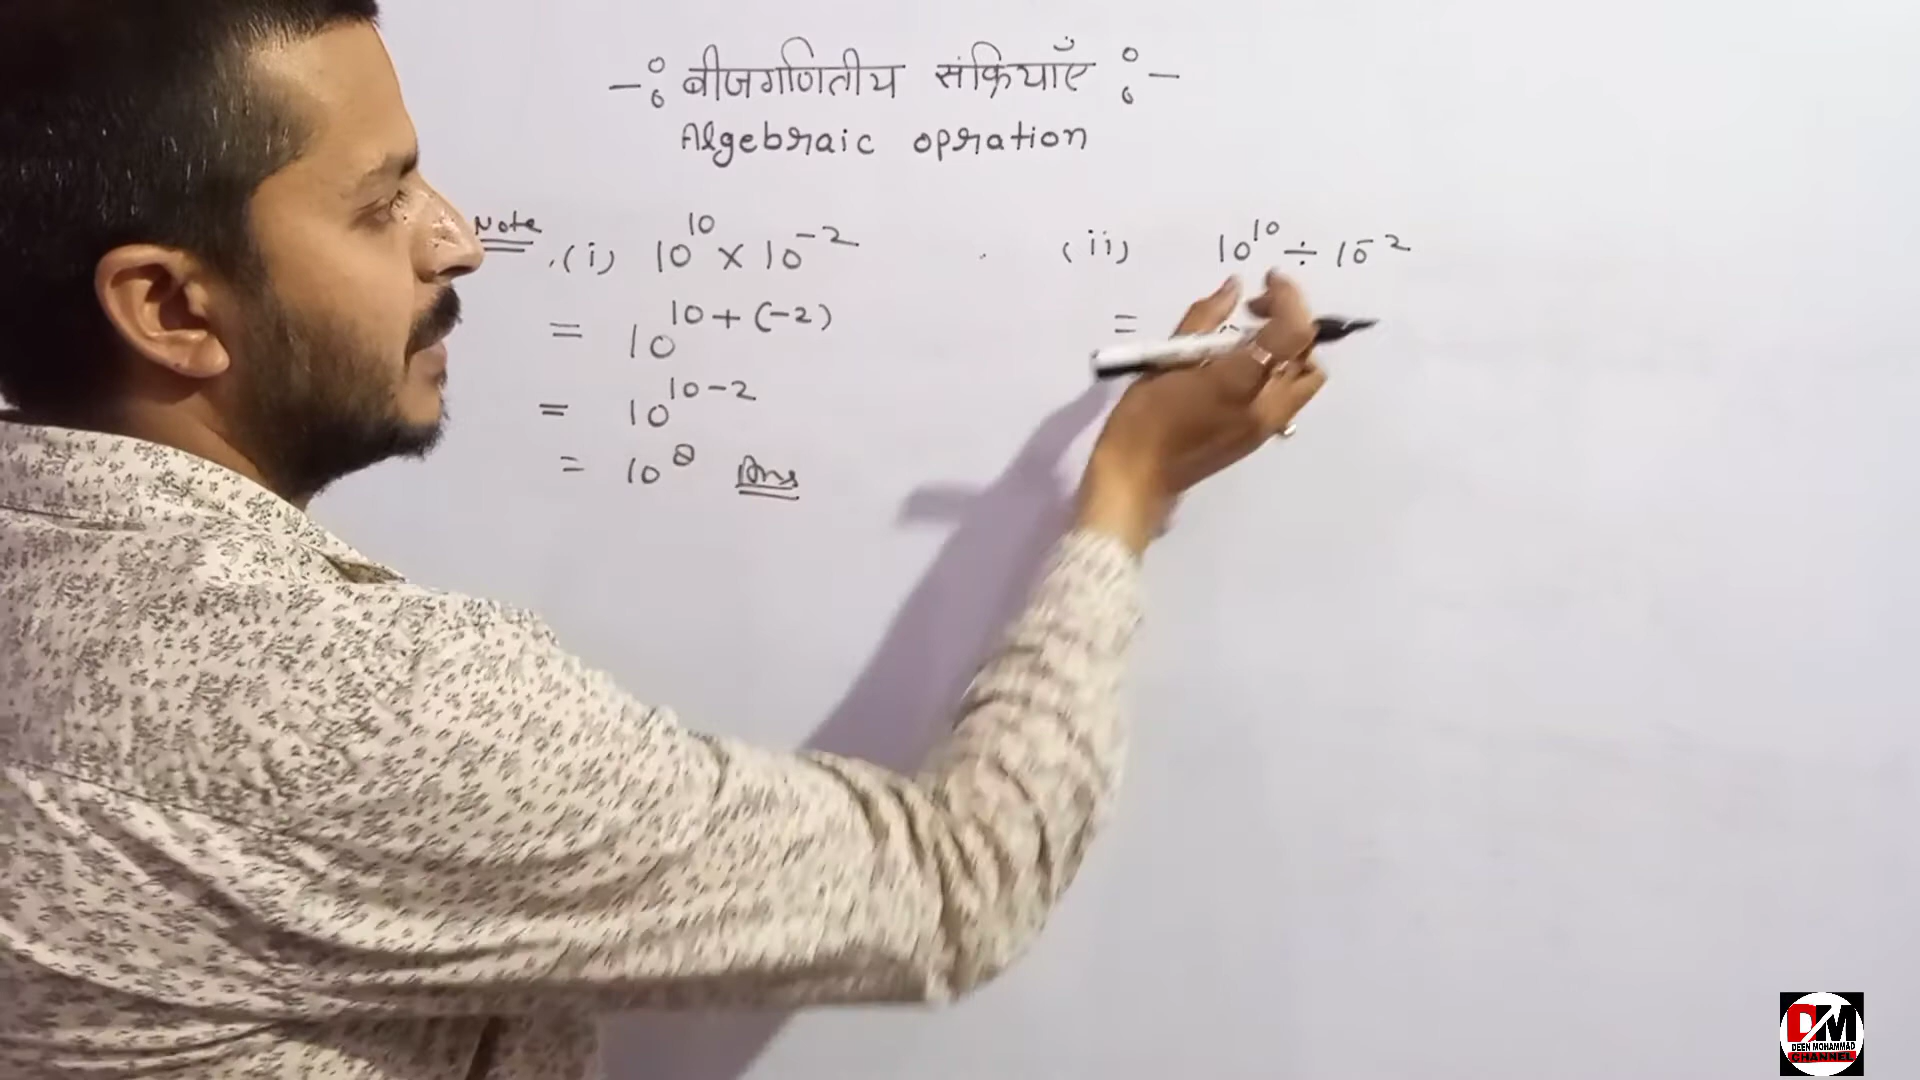 -: बीजगणितीय संक्रियाएँ :-
Algebraic opration
Note (i) 10^10 × 10^-2
= 10^10+(-2)
= 10^10-2
= 10^8 Ans
(ii) 10^10 ÷ 10^-2
=
DM
DEEN MOHAMMAD
CHANNEL